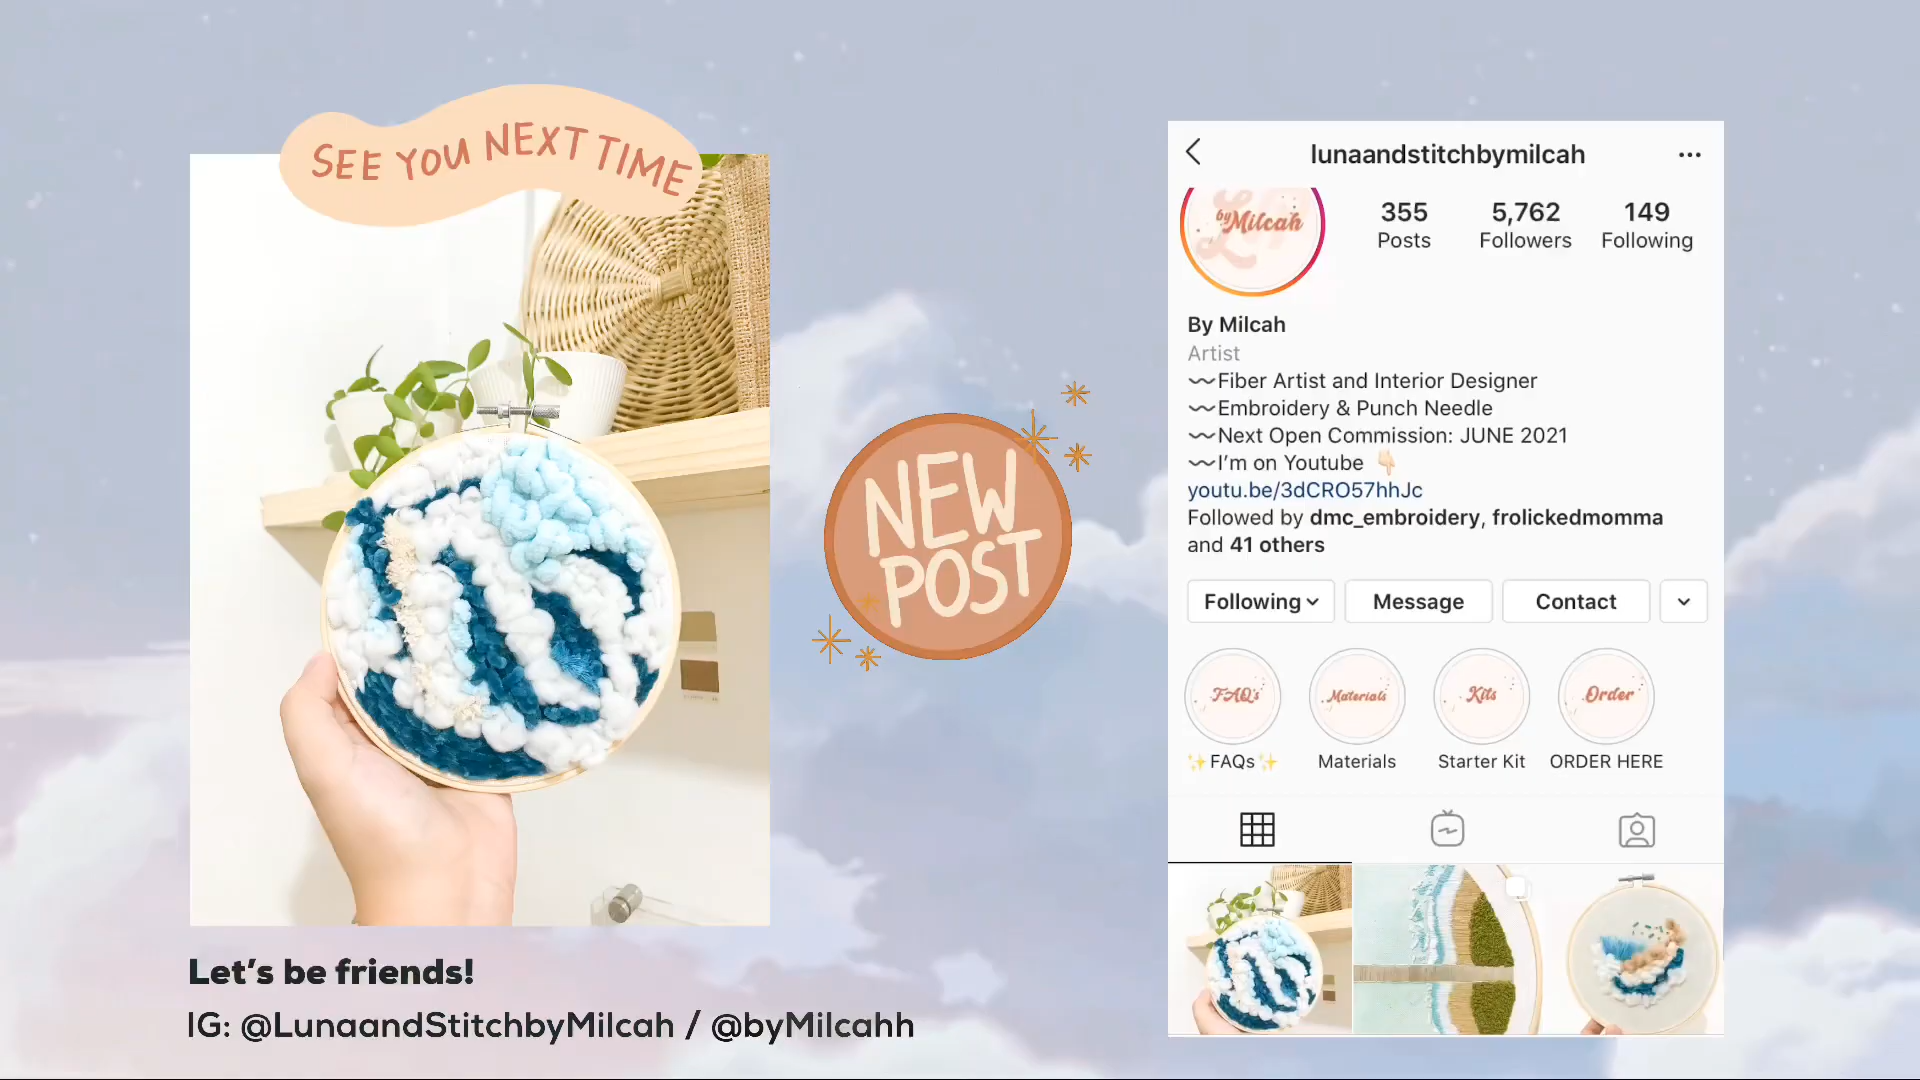 SEE YOU NEXT TIME
Let's be friends!
IG: @LunaandStitchbyMilcah / @byMilcahh
NEW
POST
lunaandstitchbymilcah
by Milcah
355
Posts
5,762
Followers
149
Following
By Milcah
Artist
〰Fiber Artist and Interior Designer
〰Embroidery & Punch Needle
〰Next Open Commission: JUNE 2021
〰I'm on Youtube 👇🏻
youtu.be/3dCRO57hhJc
Followed by dmc_embroidery, frolickedmomma
and 41 others
Following
Message
Contact
FAQ's
Materials
Kits
Order
✨FAQs✨
Materials
Starter Kit
ORDER HERE